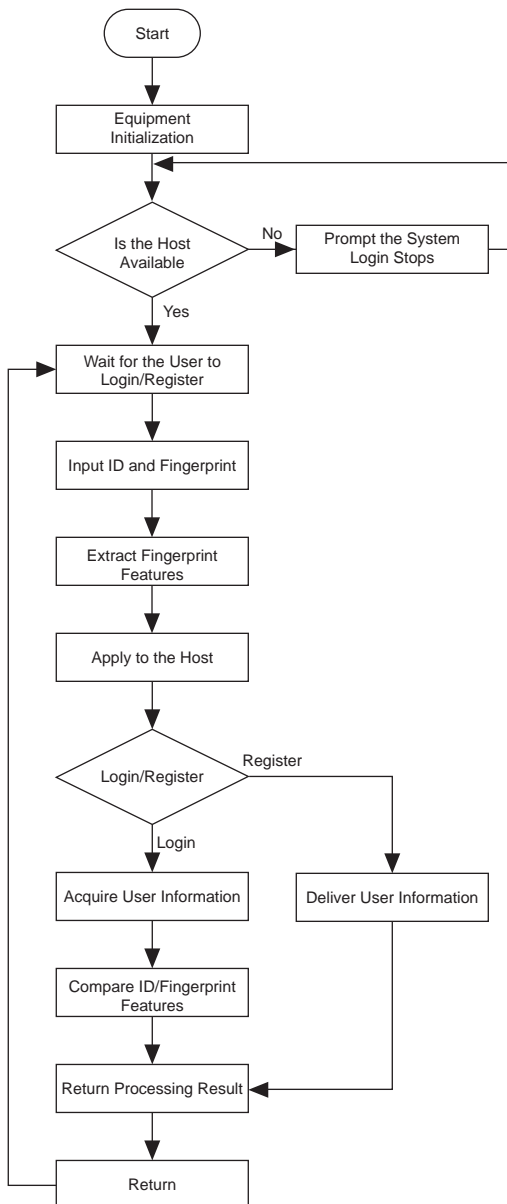 Start
Equipment
Initialization
Is the Host
Available
No
Prompt the System
Login Stops
Yes
Wait for the User to
Login/Register
Input ID and Fingerprint
Extract Fingerprint
Features
Apply to the Host
Login/Register
Register
Login
Acquire User Information
Deliver User Information
Compare ID/Fingerprint
Features
Return Processing Result
Return